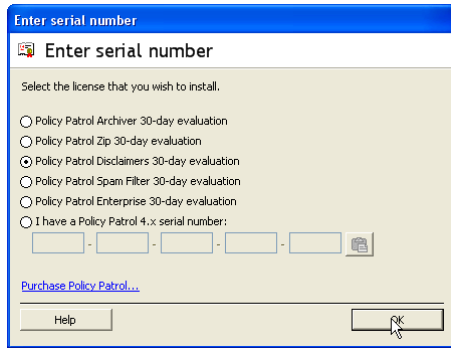 Enter serial number
Enter serial number
Select the license that you wish to install.
Policy Patrol Archiver 30-day evaluation
Policy Patrol Zip 30-day evaluation
Policy Patrol Disclaimers 30-day evaluation
Policy Patrol Spam Filter 30-day evaluation
Policy Patrol Enterprise 30-day evaluation
I have a Policy Patrol 4.x serial number:
- - - -
Purchase Policy Patrol...
Help OK